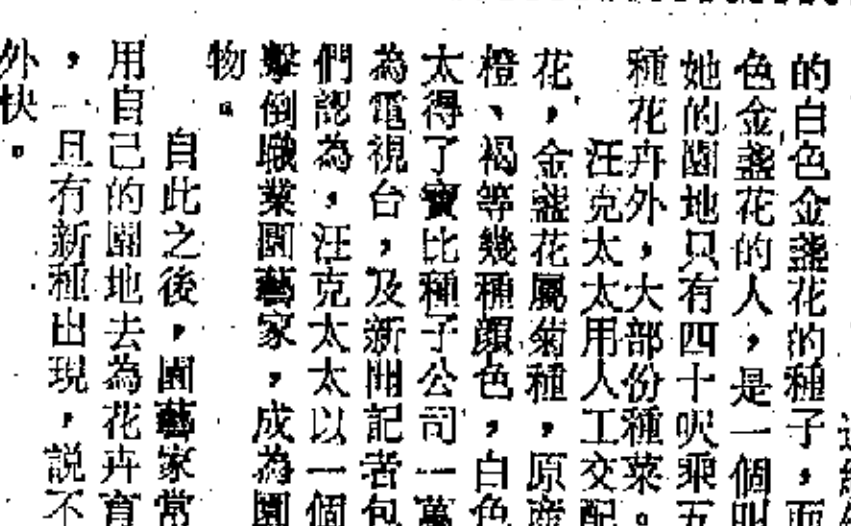 的白色金盞花的種子，而
色金盞花的人，是一個叫
她的園地只有四十呎乘五
種花卉外，大部份種菜。
汪克太太用人工交配
花，金盞花屬菊種，原產
橙、褐等幾種顏色，白色
太得了寶比種子公司一萬
為電視台，及新聞記者包
們認為，汪克太太以一個
擊倒職業園藝家，成為園
物。
自此之後，園藝家常
用自己的園地去為花卉育
，一旦有新種出現，說不
外快。